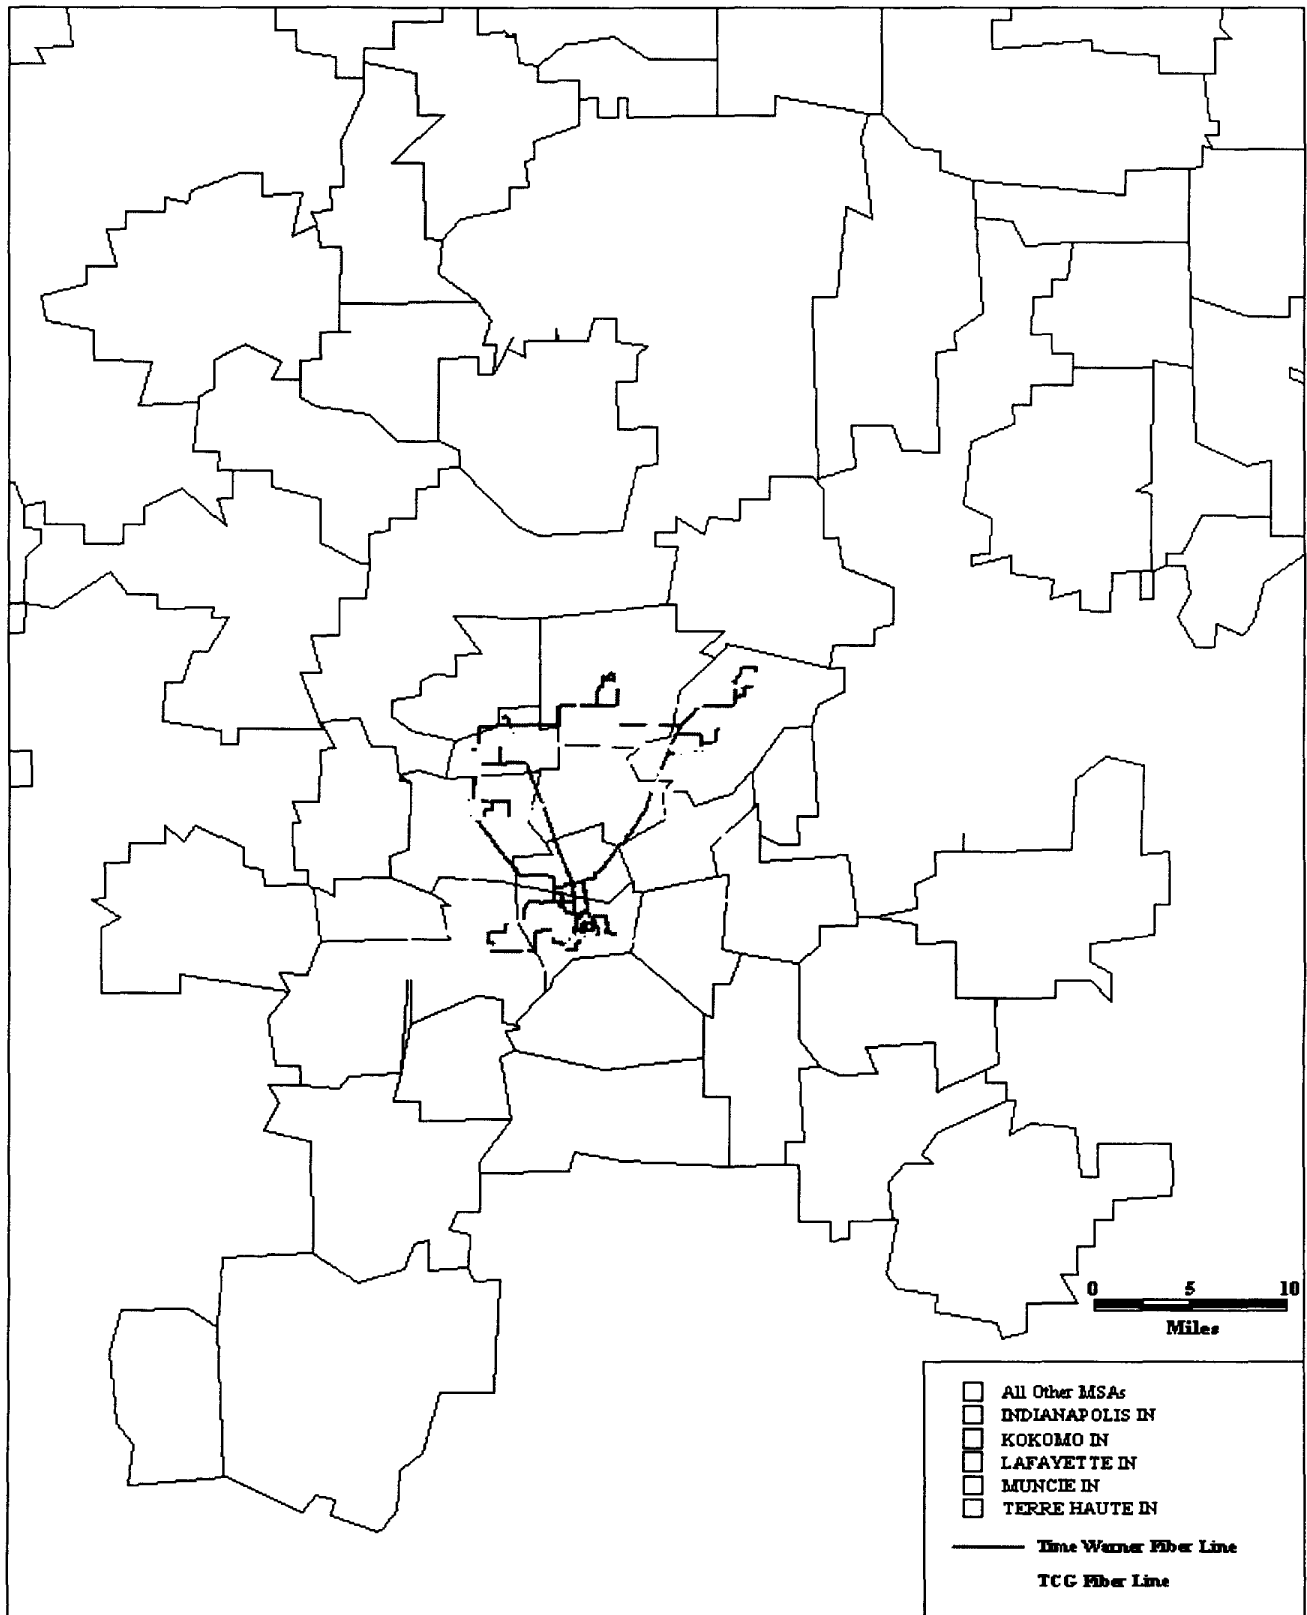 0 5 10
Miles
All Other MSAs
INDIANAPOLIS IN
KOKOMO IN
LAFAYETTE IN
MUNCIE IN
TERRE HAUTE IN
Time Warner Fiber Line
TCG Fiber Line